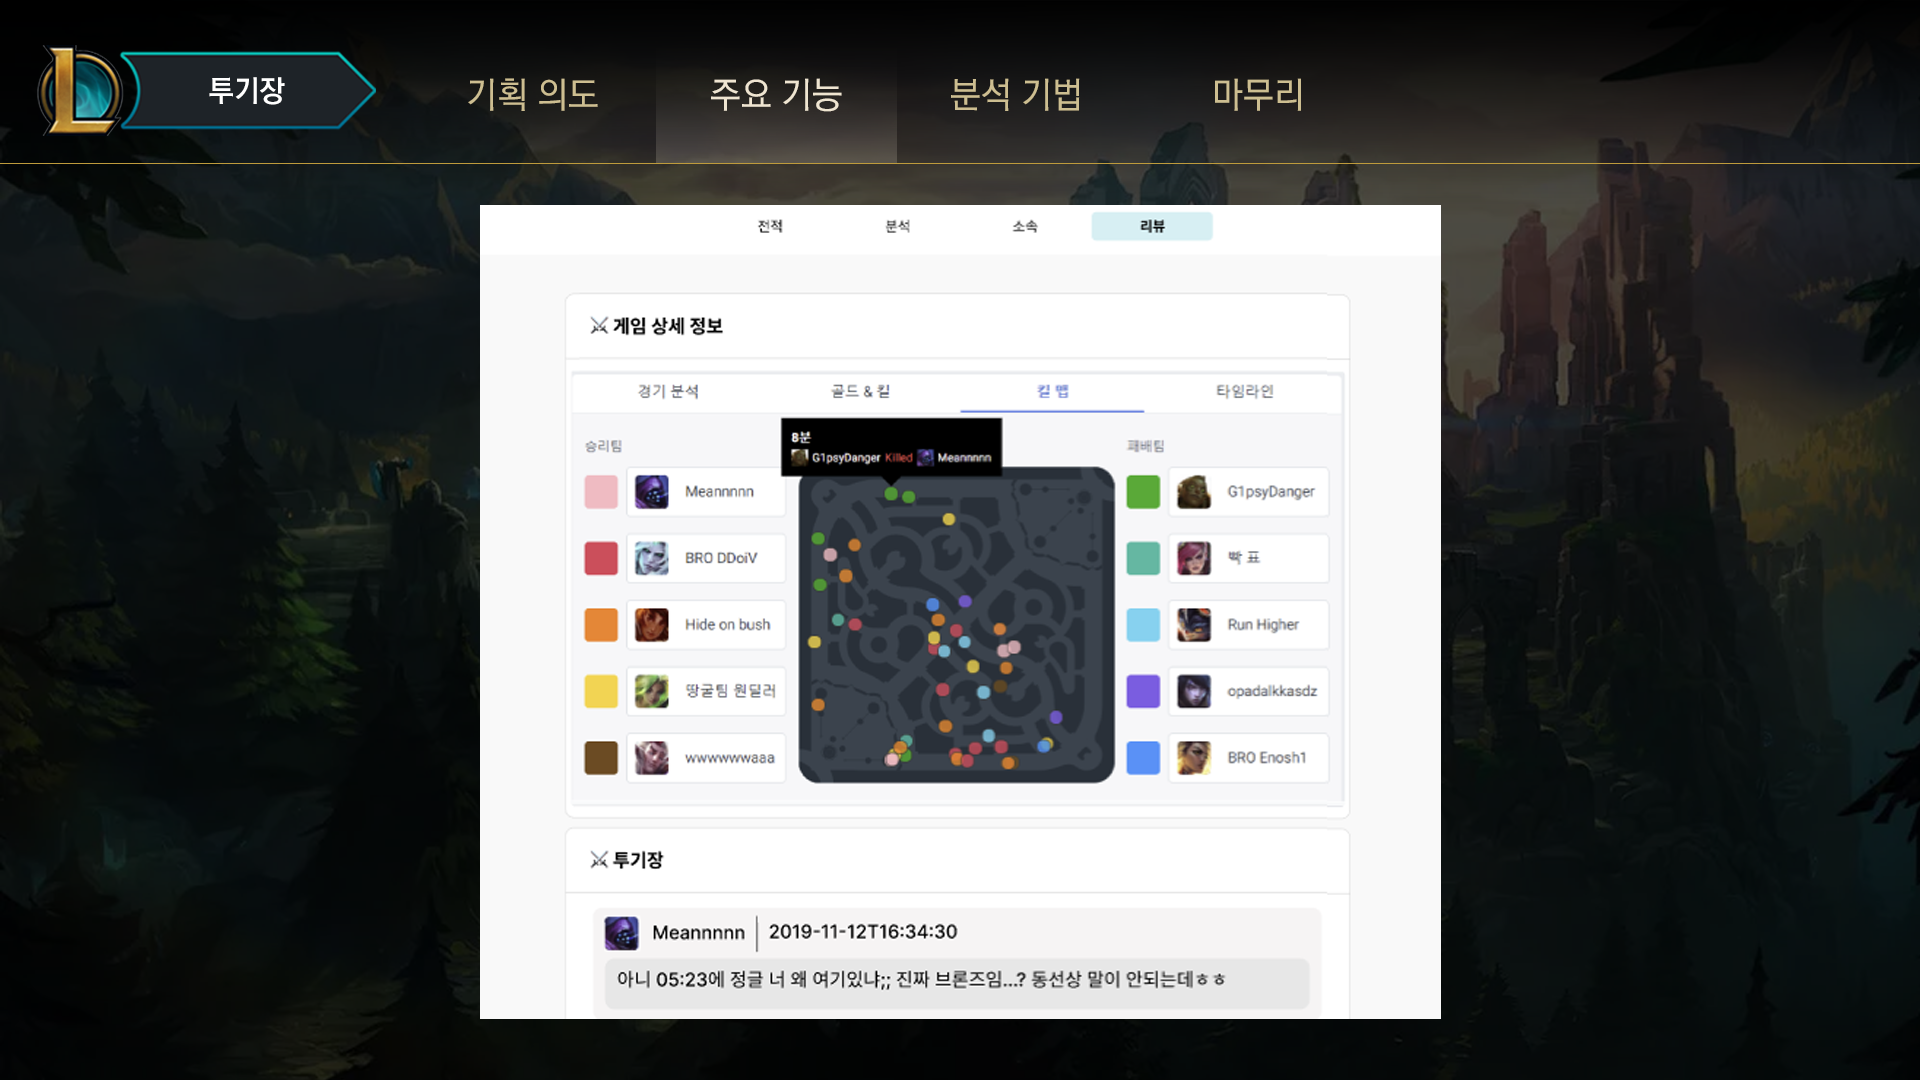 투기장
기획 의도
주요 기능
분석 기법
마무리
전적
분석
소속
리뷰
게임 상세 정보
경기 분석
골드 & 킬
킬 맵
타임라인
8분
G1psyDanger Killed Meannnnn
승리팀
Meannnnn
BRO DDoiV
Hide on bush
땅굴팀 원딜러
wwwwwwaaa
패배팀
G1psyDanger
빡 표
Run Higher
opadalkkasdz
BRO Enosh1
투기장
Meannnnn
2019-11-12T16:34:30
아니 05:23에 정글 너 왜 여기있냐;; 진짜 브론즈임...? 동선상 말이 안되는데ㅎㅎ